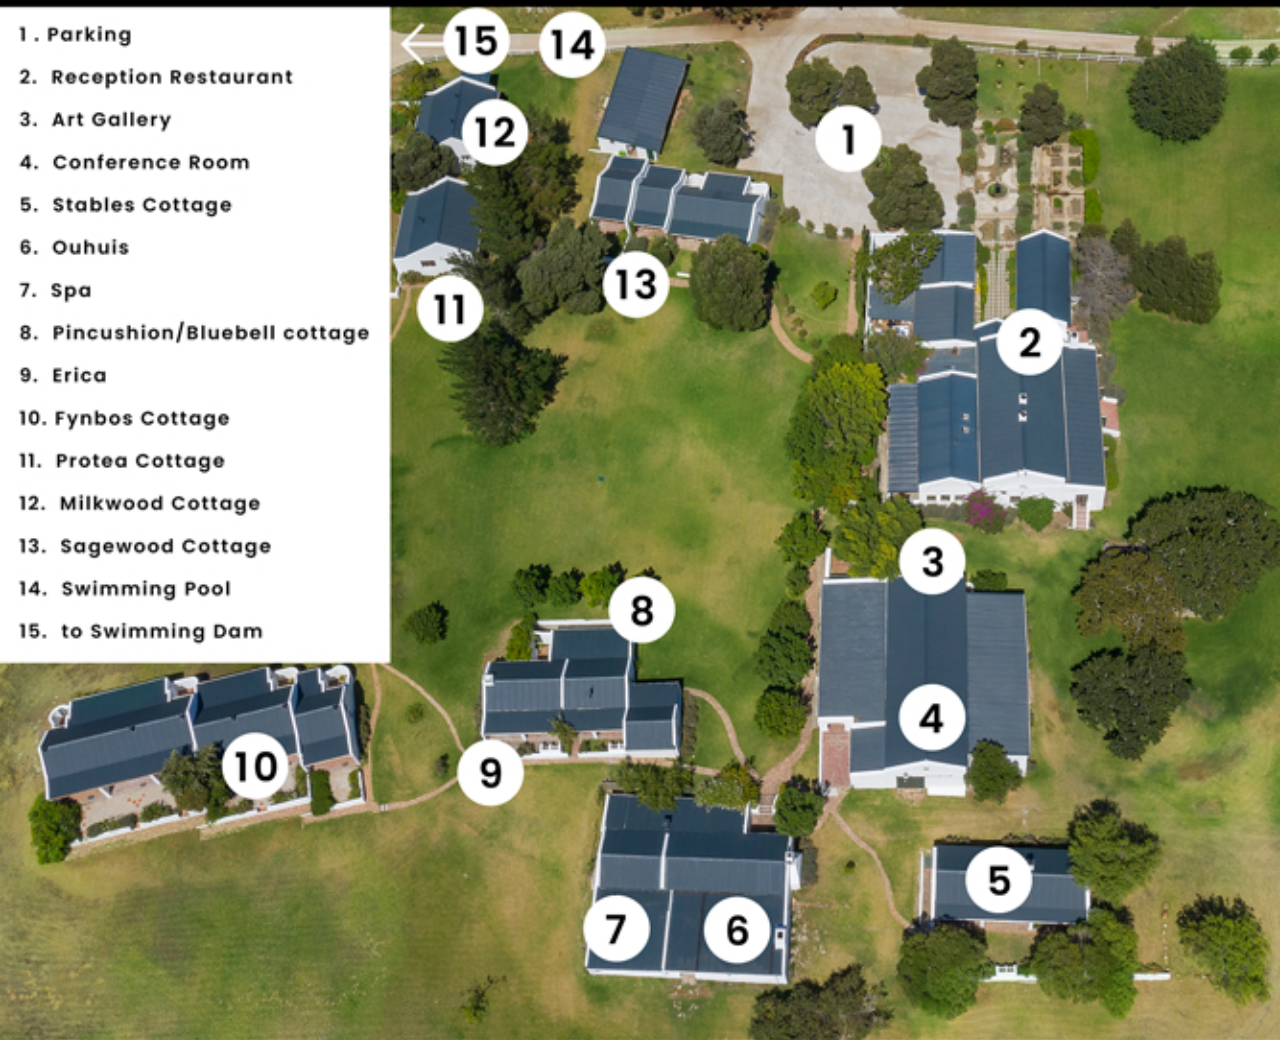 1 . Parking
2. Reception Restaurant
3. Art Gallery
4. Conference Room
5. Stables Cottage
6. Ouhuis
7. Spa
8. Pincushion/Bluebell cottage
9. Erica
10. Fynbos Cottage
11. Protea Cottage
12. Milkwood Cottage
13. Sagewood Cottage
14. Swimming Pool
15. to Swimming Dam
15
14
12
1
13
11
2
3
8
4
10
9
5
7
6